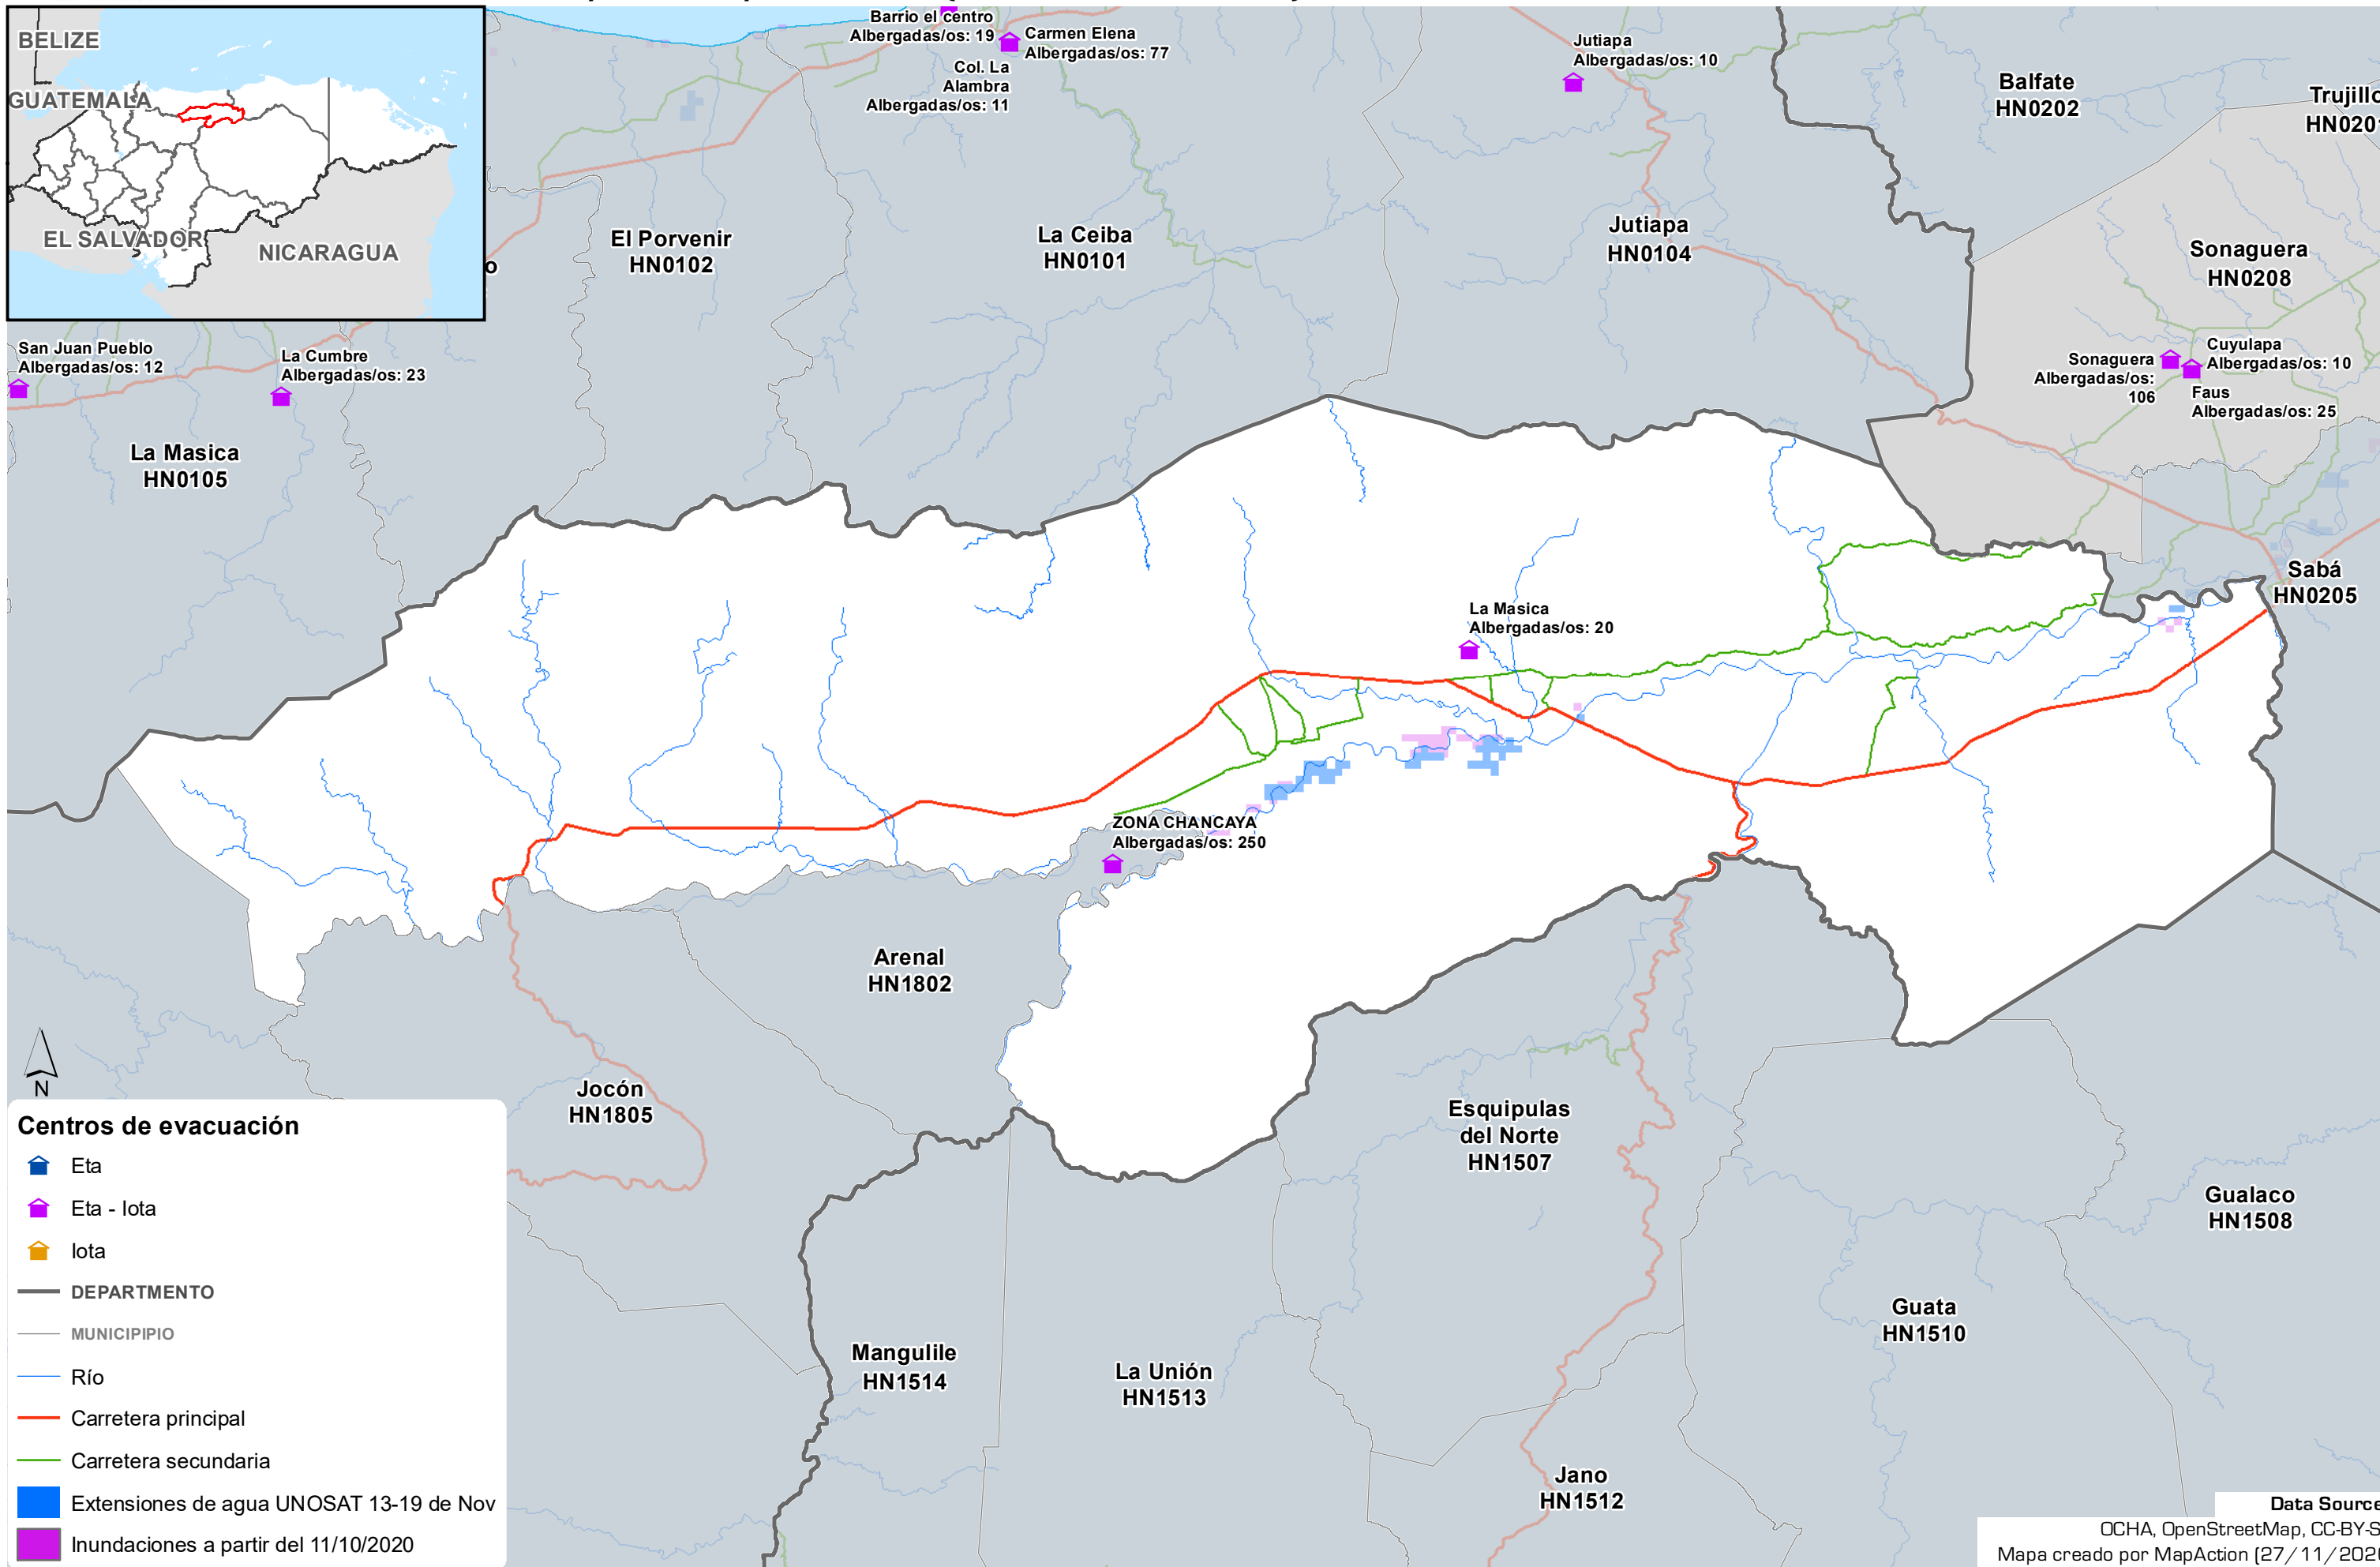 BELIZE
GUATEMALA
EL SALVADOR
NICARAGUA
Barrio el centro
Albergadas/os: 19
Carmen Elena
Albergadas/os: 77
Col. La
Alambra
Albergadas/os: 11
Jutiapa
Albergadas/os: 10
Balfate
HN0202
Trujillo
HN020
El Porvenir
HN0102
La Ceiba
HN0101
Jutiapa
HN0104
Sonaguera
HN0208
o
San Juan Pueblo
Albergadas/os: 12
La Cumbre
Albergadas/os: 23
Sonaguera
Albergadas/os:
106
Cuyulapa
Albergadas/os: 10
Faus
Albergadas/os: 25
La Masica
HN0105
Sabá
HN0205
La Masica
Albergadas/os: 20
ZONA CHANCAYA
Albergadas/os: 250
Arenal
HN1802
Jocón
HN1805
Esquipulas
del Norte
HN1507
Gualaco
HN1508
Guata
HN1510
Mangulile
HN1514
La Unión
HN1513
Jano
HN1512
N
Centros de evacuación
Eta
Eta - Iota
Iota
DEPARTMENTO
MUNICIPIPIO
Río
Carretera principal
Carretera secundaria
Extensiones de agua UNOSAT 13-19 de Nov
Inundaciones a partir del 11/10/2020
Data Source
OCHA, OpenStreetMap, CC-BY-S
Mapa creado por MapAction (27/11/202